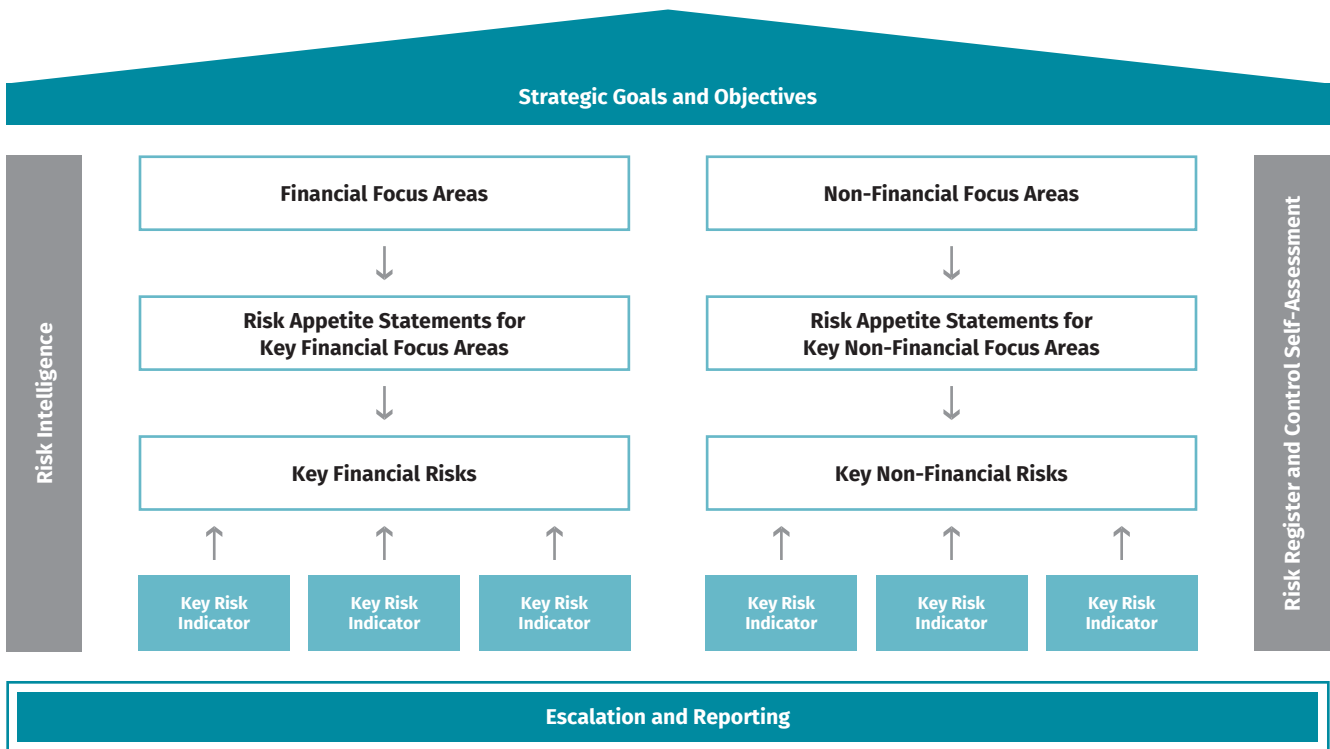 Strategic Goals and Objectives
Risk Intelligence
Financial Focus Areas
Risk Appetite Statements for
Key Financial Focus Areas
Key Financial Risks
Key Risk
Indicator
Key Risk
Indicator
Key Risk
Indicator
Non-Financial Focus Areas
Risk Appetite Statements for
Key Non-Financial Focus Areas
Key Non-Financial Risks
Key Risk
Indicator
Key Risk
Indicator
Key Risk
Indicator
Risk Register and Control Self-Assessment
Escalation and Reporting